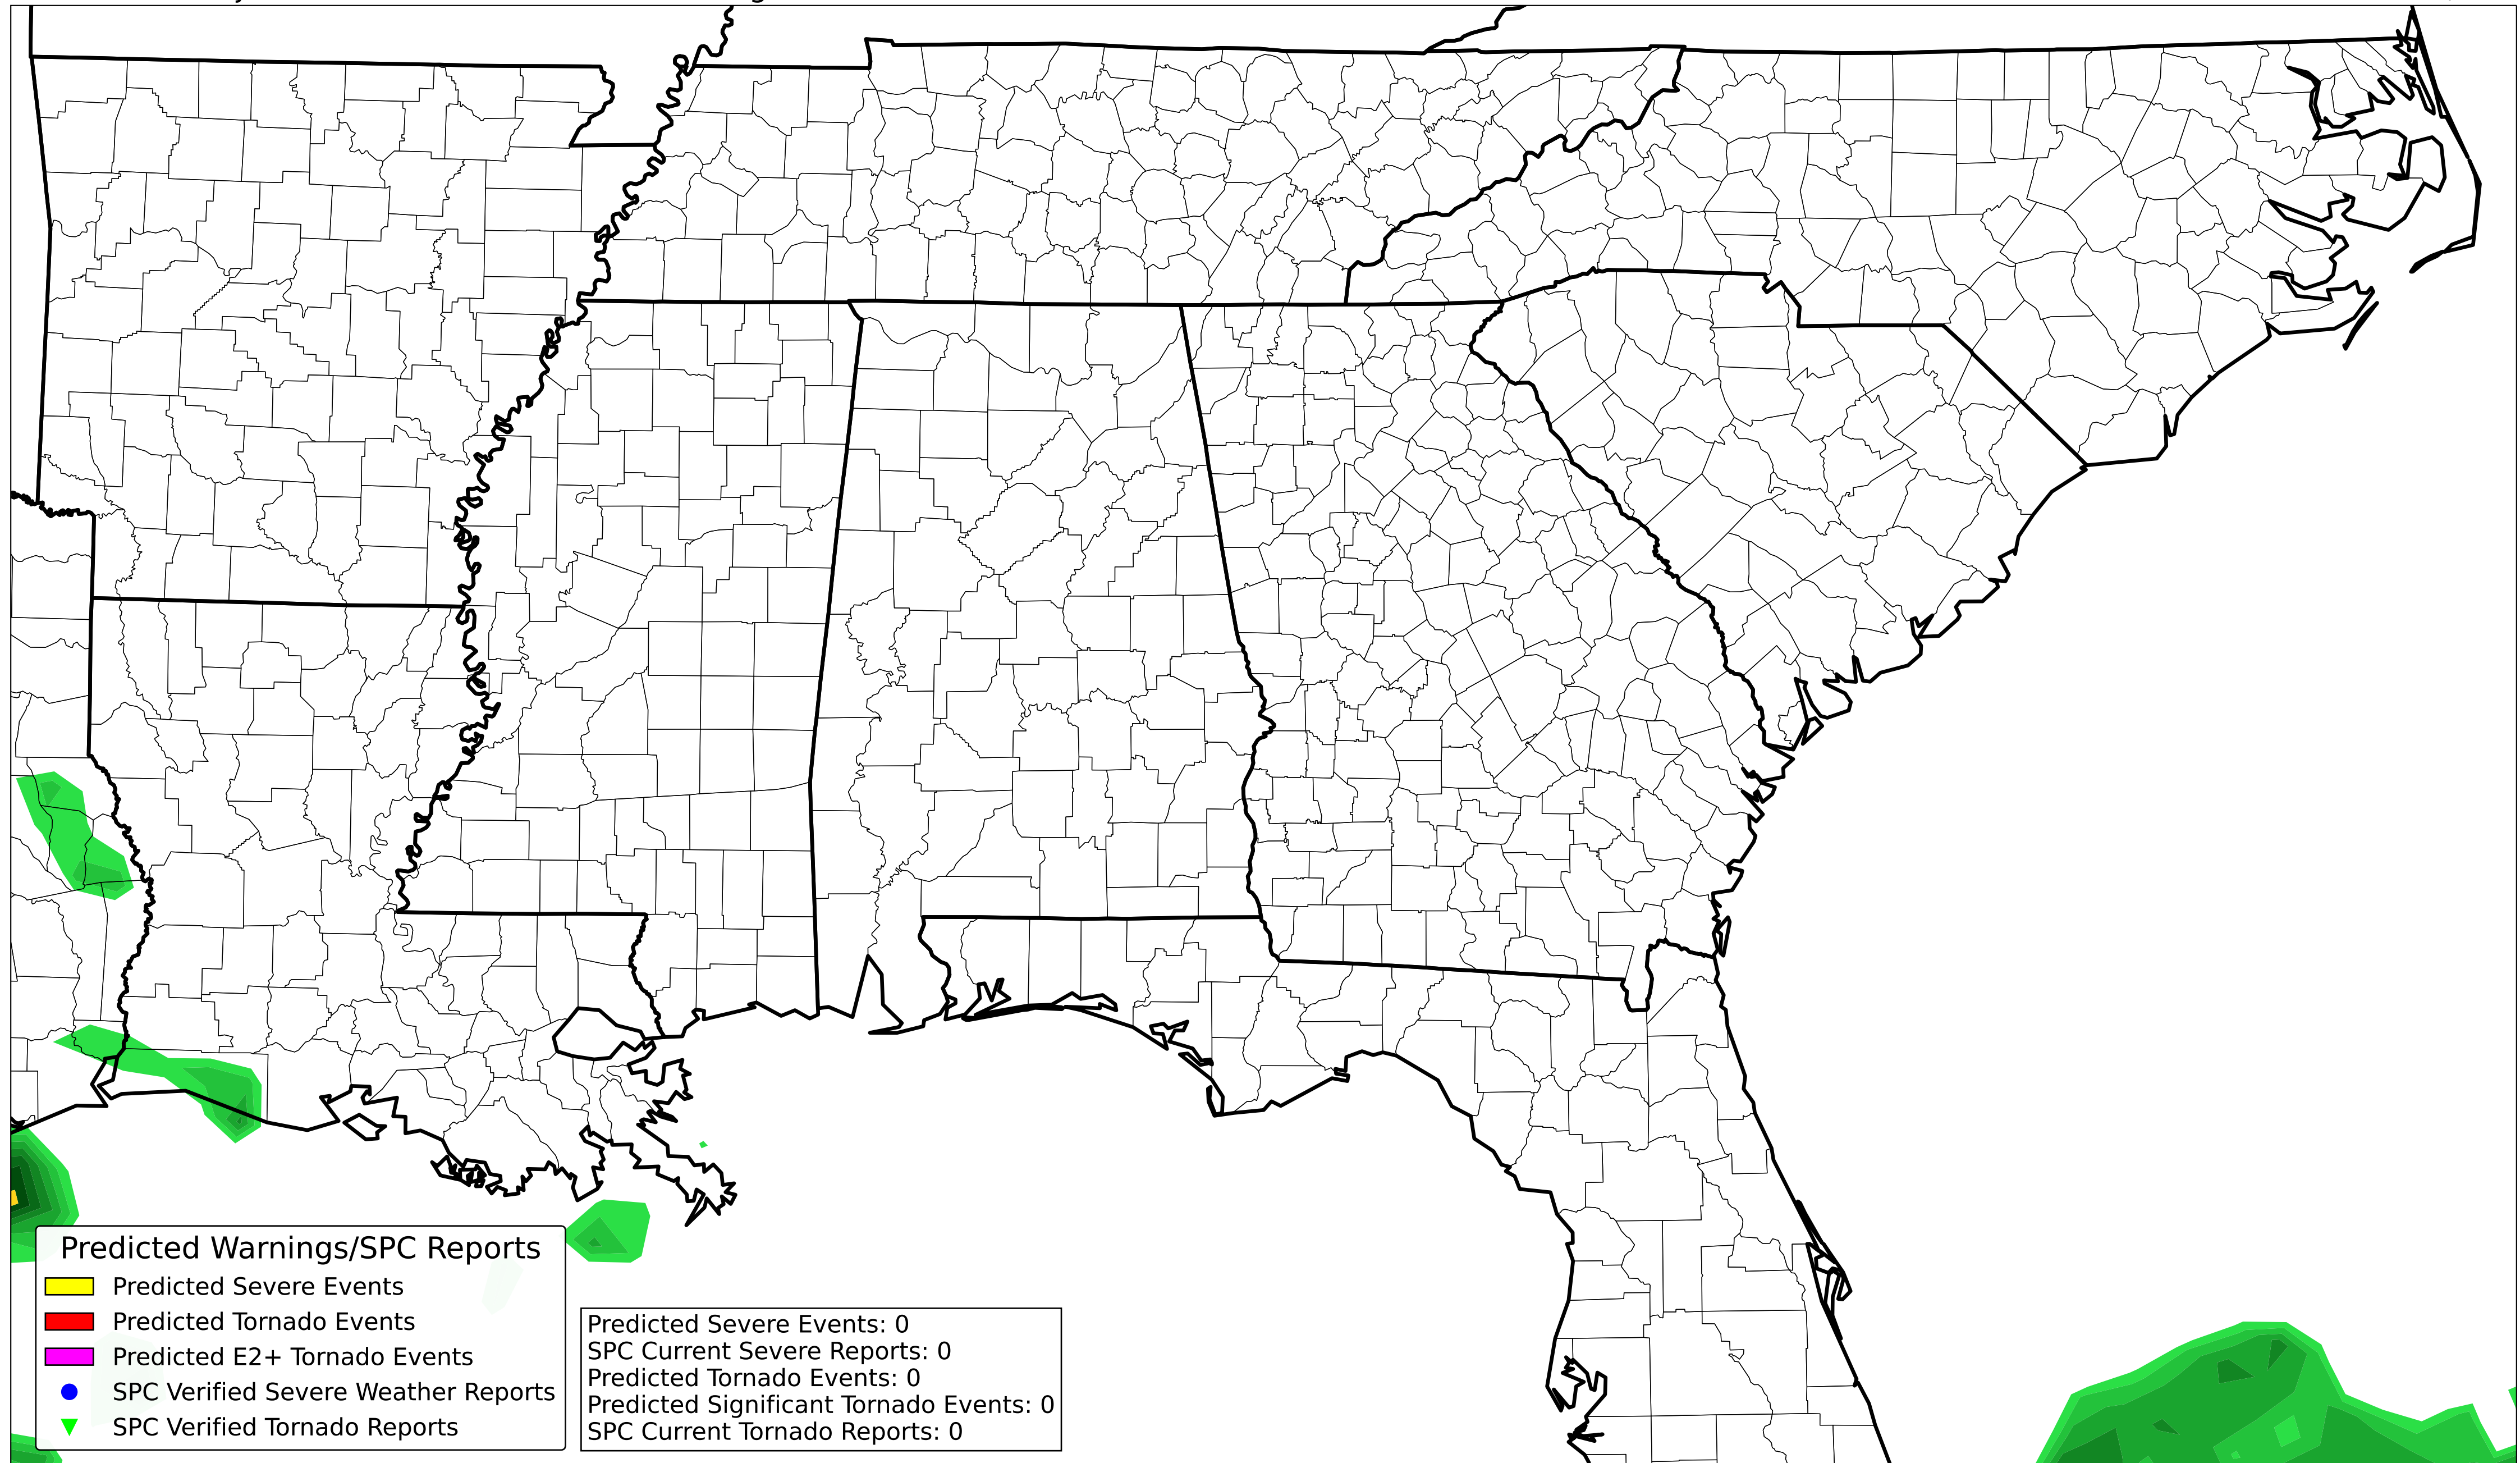 Predicted Warnings/SPC Reports
Predicted Severe Events
Predicted Tornado Events
Predicted E2+ Tornado Events
SPC Verified Severe Weather Reports
SPC Verified Tornado Reports
Predicted Severe Events: 0
SPC Current Severe Reports: 0
Predicted Tornado Events: 0
Predicted Significant Tornado Events: 0
SPC Current Tornado Reports: 0